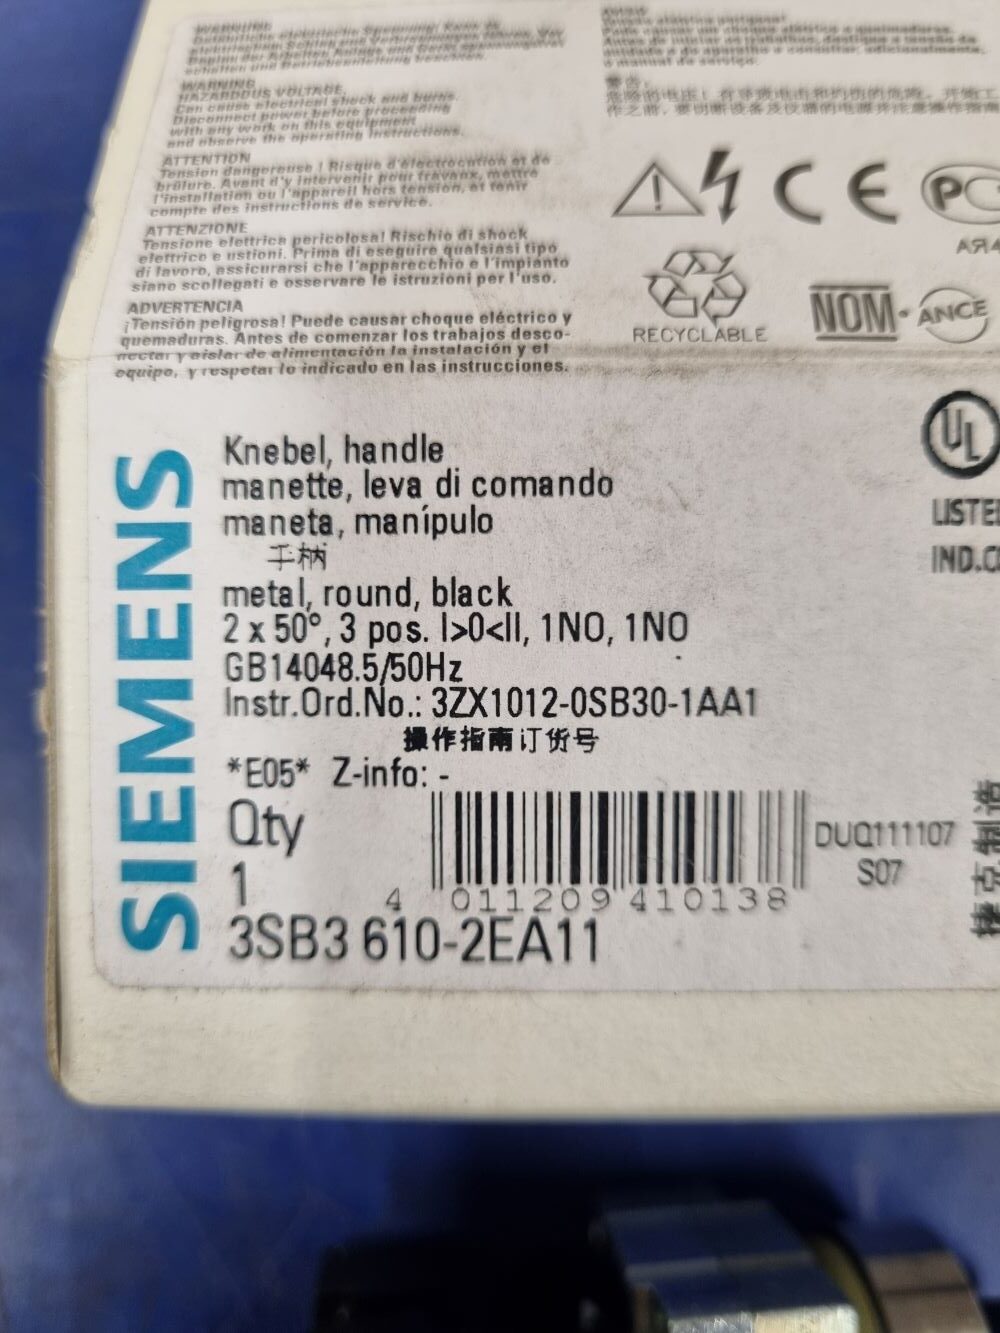 WARNUNG
WARNING
HAZARDOUS VOLTAGE,
Can cause electrical shock and burns.
Disconnect power before proceeding
with any work on this equipment
and observe the operating instructions.
ATTENTION
Tension dangereuse ! Risque d'électrocution et de
brûlure. Avant d'y intervenir pour travaux, mettre
l'installation ou l'appareil hors tension, et tenir
compte des instructions de service.
ATTENZIONE
Tensione elettrica pericolosa! Rischio di shock
elettrico e ustioni. Prima di eseguire qualsiasi tipo
di lavoro, assicurarsi che l'apparecchio e l'impianto
siano scollegati e osservare le istruzioni per l'uso.
ADVERTENCIA
¡Tensión peligrosa! Puede causar choque eléctrico y
quemaduras. Antes de comenzar los trabajos desco-
nectar y aislar de alimentación la instalación y el
equipo, y respetar lo indicado en las instrucciones.
CE
PC
RECYCLABLE
NOM-ANCE
UL
SIEMENS
Knebel, handle
manette, leva di comando
maneta, manípulo
手柄
metal, round, black
2 x 50°, 3 pos. I>0<II, 1NO, 1NO
GB14048.5/50Hz
Instr.Ord.No.: 3ZX1012-0SB30-1AA1
操作指南订货号
*E05* Z-info: -
Qty
1
4 011209 410138
DUQ111107
S07
捷克制造
3SB3 610-2EA11